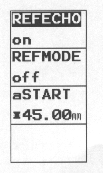 REFECHO
on
REFMODE
off
aSTART
⧗45.00mm